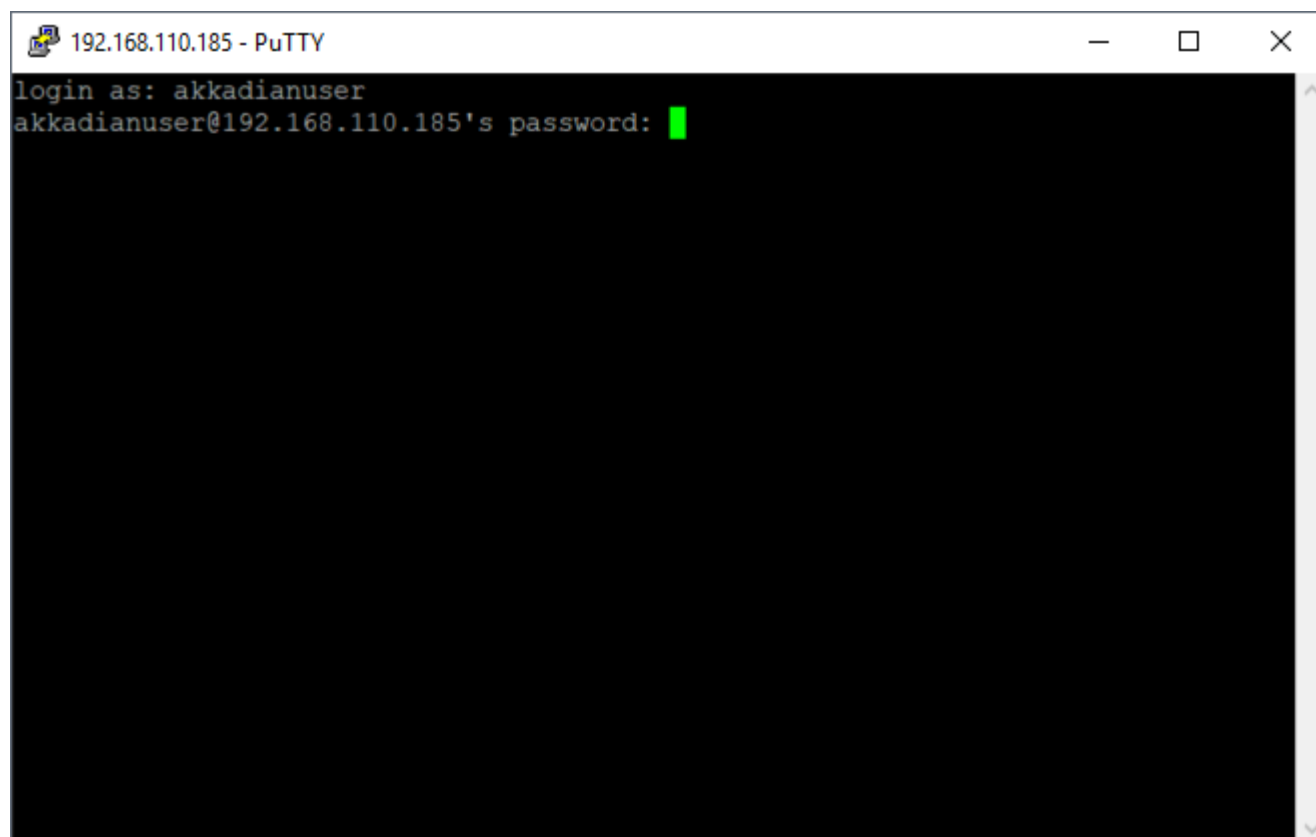 192.168.110.185 - PuTTY
login as: akkadianuser
akkadianuser@192.168.110.185's password: